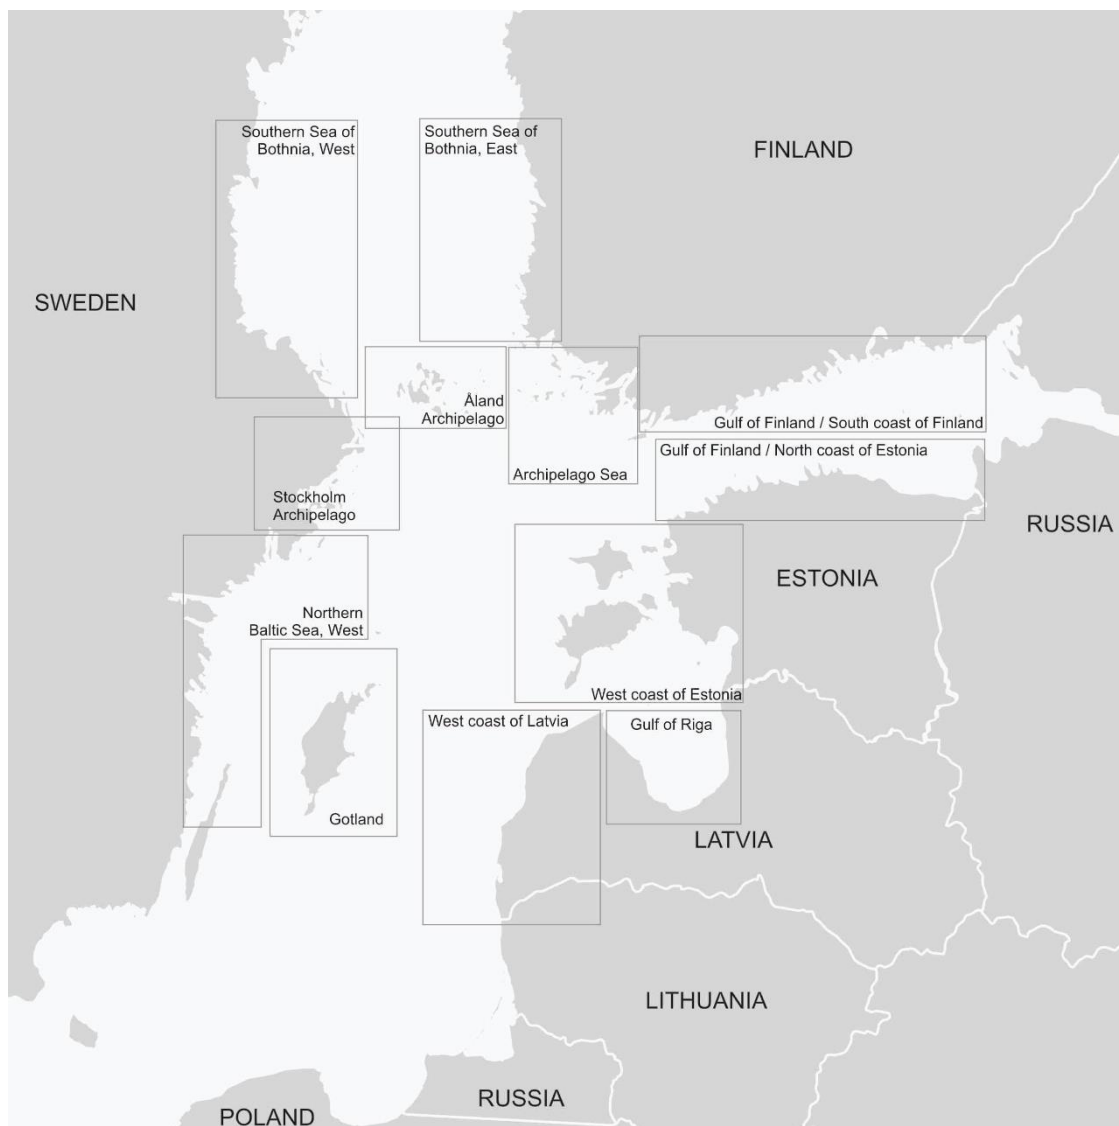 Southern Sea of
Bothnia, West
Southern Sea of
Bothnia, East
FINLAND
SWEDEN
Åland
Archipelago
Gulf of Finland / South coast of Finland
Gulf of Finland / North coast of Estonia
Archipelago Sea
Stockholm
Archipelago
RUSSIA
ESTONIA
Northern
Baltic Sea, West
West coast of Estonia
West coast of Latvia
Gulf of Riga
Gotland
LATVIA
LITHUANIA
RUSSIA
POLAND